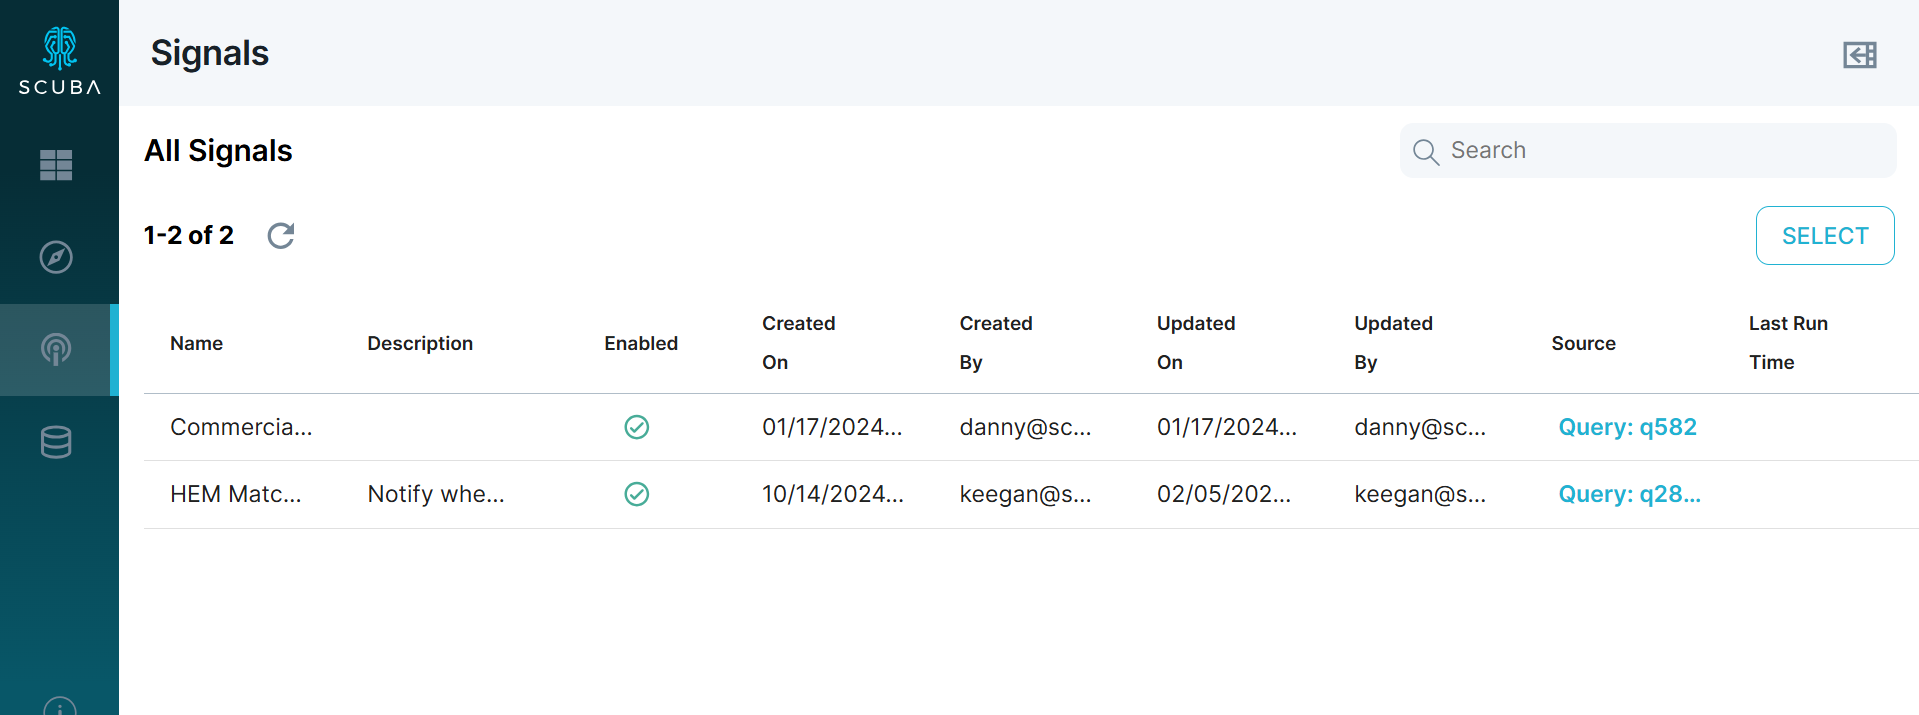 SCUBA
Signals
All Signals
Search
1-2 of 2
SELECT
Name Description Enabled Created On Created By Updated On Updated By Source Last Run Time
Commercia... 01/17/2024... danny@sc... 01/17/2024... danny@sc... Query: q582
HEM Matc... Notify whe... 10/14/2024... keegan@s... 02/05/202... keegan@s... Query: q28...